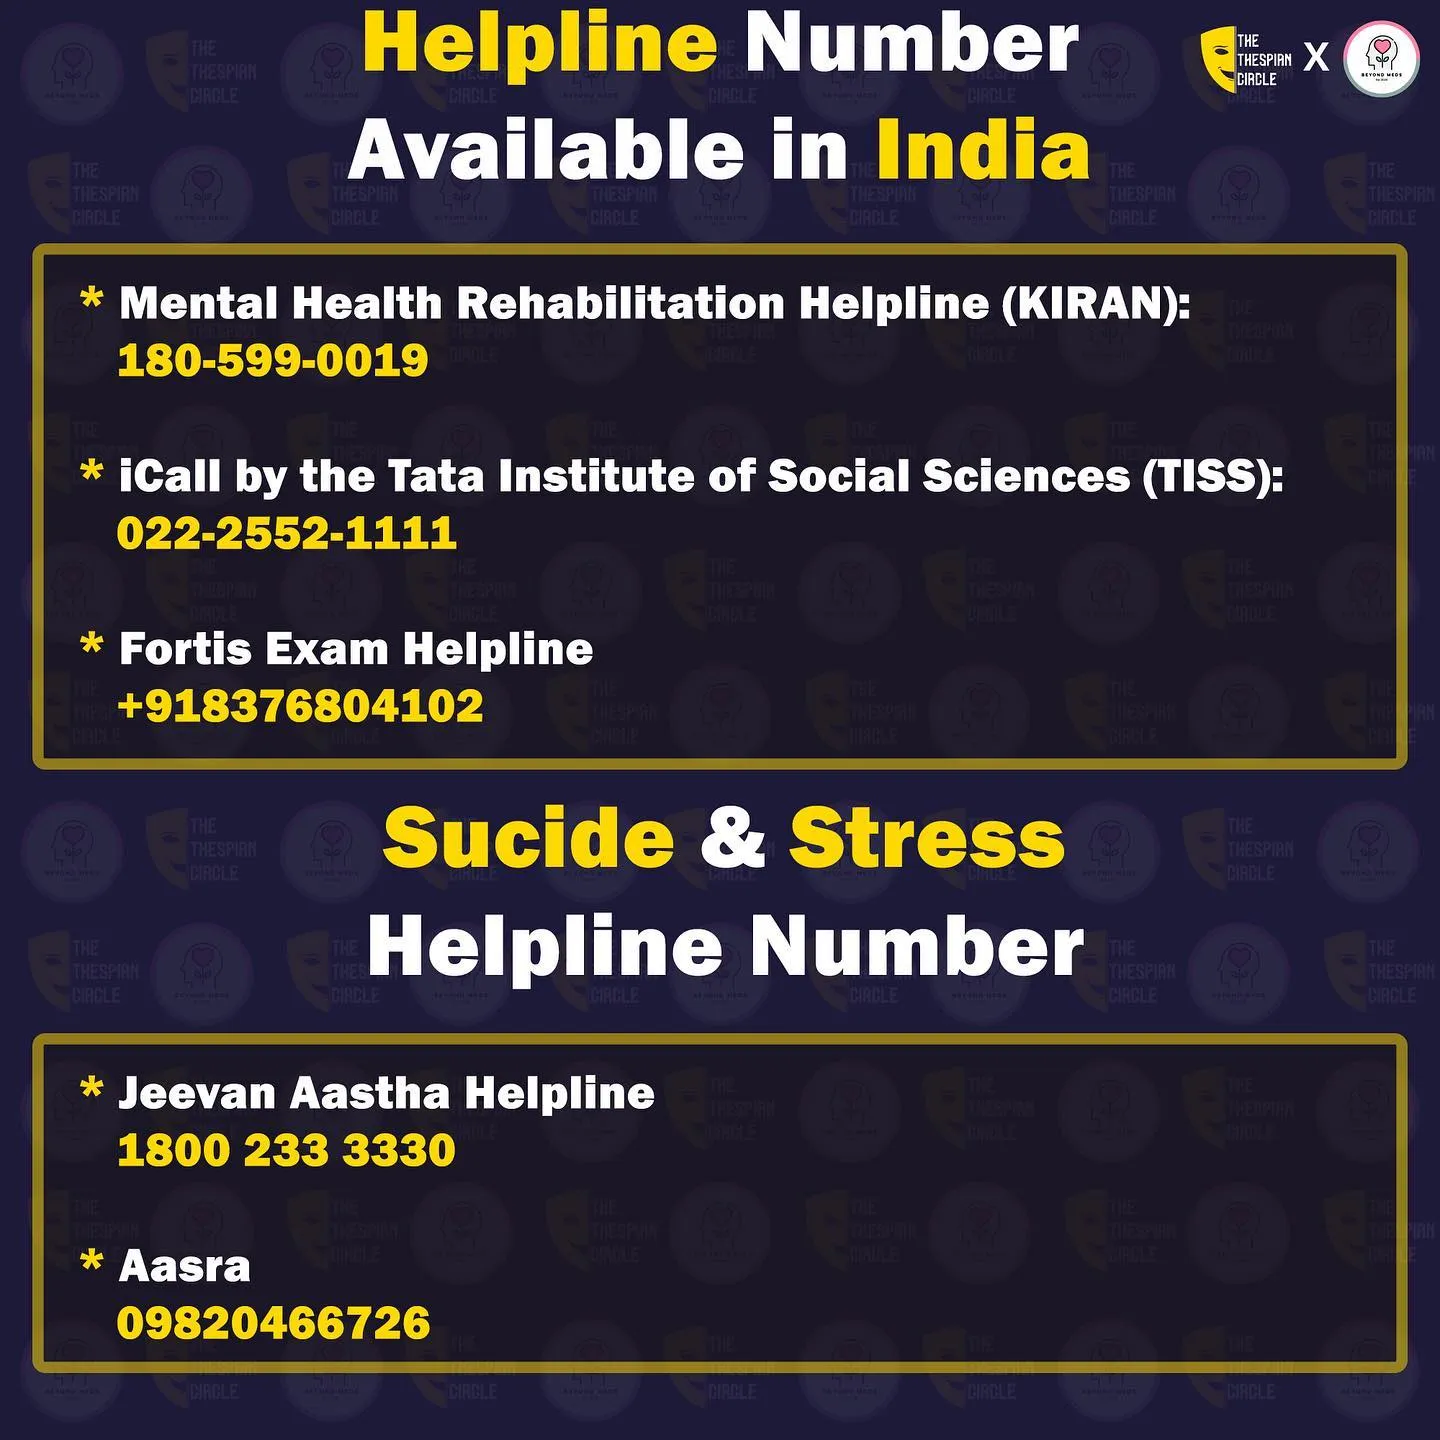 Helpline Number
Available in India
THE
THESPIAN
CIRCLE
X
BEYOND MEDS
* Mental Health Rehabilitation Helpline (KIRAN):
180-599-0019
* iCall by the Tata Institute of Social Sciences (TISS):
022-2552-1111
* Fortis Exam Helpline
+918376804102
Sucide & Stress
Helpline Number
* Jeevan Aastha Helpline
1800 233 3330
* Aasra
09820466726